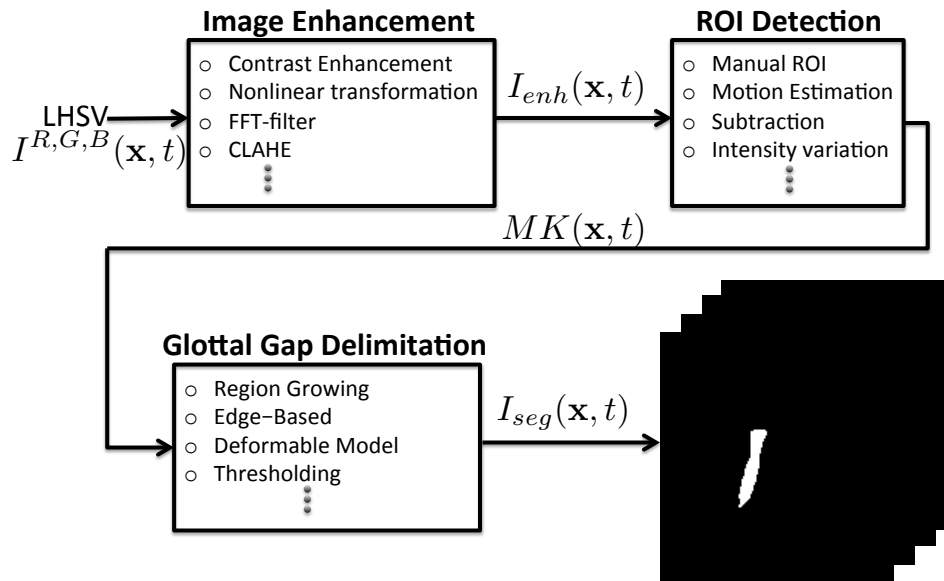 Image Enhancement
○ Contrast Enhancement
○ Nonlinear transformation
○ FFT-filter
○ CLAHE
LHSV
I^{R,G,B}(x, t)
I_{enh}(x, t)
ROI Detection
○ Manual ROI
○ Motion Estimation
○ Subtraction
○ Intensity variation
MK(x, t)
Glottal Gap Delimitation
○ Region Growing
○ Edge-Based
○ Deformable Model
○ Thresholding
I_{seg}(x, t)